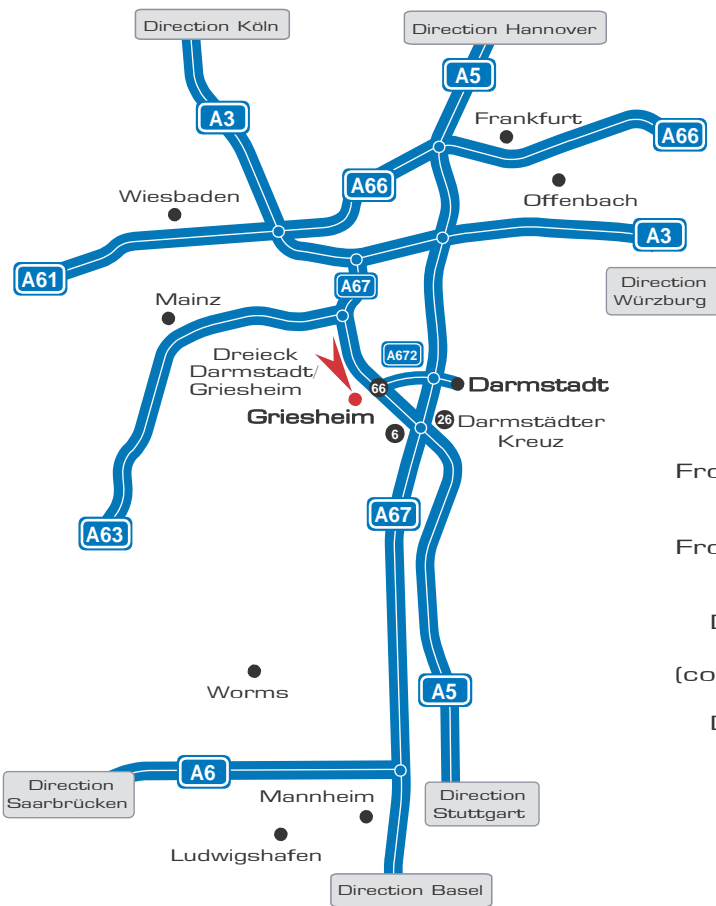 Direction Köln
Direction Hannover
A5
A3
Frankfurt
A66
A66
Wiesbaden
Offenbach
A3
A61
A67
Direction
Würzburg
Mainz
A672
Dreieck
Darmstadt/
Griesheim
66
Darmstadt
Griesheim
6
26
Darmstädter
Kreuz
Fro
A67
A63
Fro
D
Worms
(co
A5
D
A6
Direction
Saarbrücken
Mannheim
Direction
Stuttgart
Ludwigshafen
Direction Basel